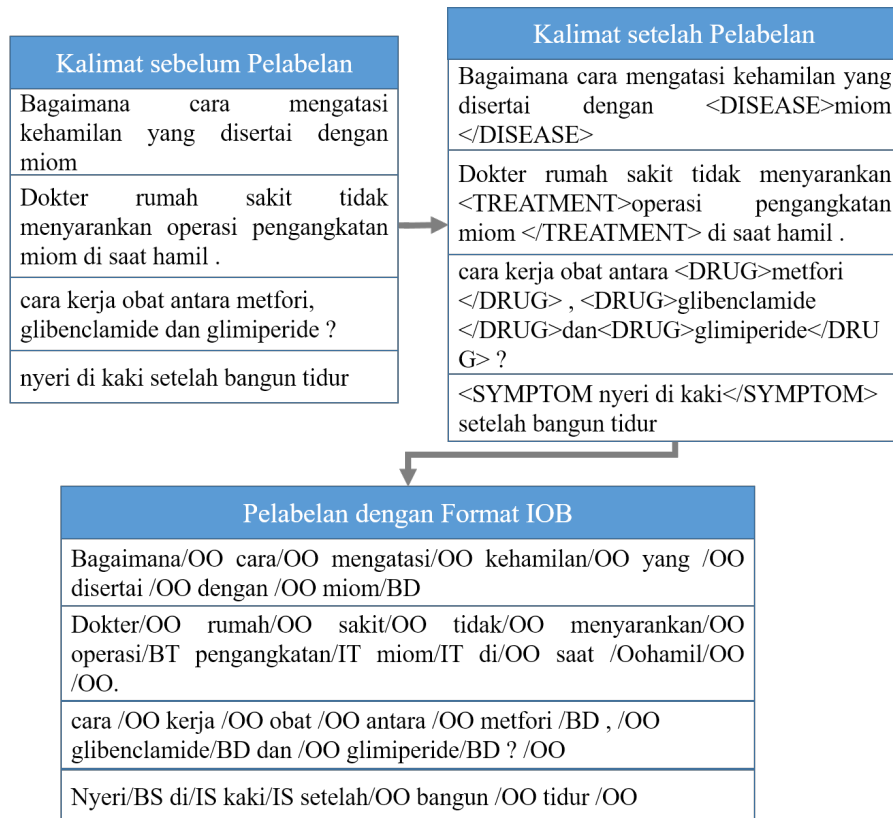 Kalimat sebelum Pelabelan
Bagaimana cara mengatasi
kehamilan yang disertai dengan
miom
Dokter rumah sakit tidak
menyarankan operasi pengangkatan
miom di saat hamil .
cara kerja obat antara metfori,
glibenclamide dan glimiperide ?
nyeri di kaki setelah bangun tidur
Kalimat setelah Pelabelan
Bagaimana cara mengatasi kehamilan yang
disertai dengan <DISEASE>miom
</DISEASE>
Dokter rumah sakit tidak menyarankan
<TREATMENT>operasi pengangkatan
miom </TREATMENT> di saat hamil .
cara kerja obat antara <DRUG>metfori
</DRUG> , <DRUG>glibenclamide
</DRUG>dan<DRUG>glimiperide</DRU
G> ?
<SYMPTOM nyeri di kaki</SYMPTOM>
setelah bangun tidur
Pelabelan dengan Format IOB
Bagaimana/OO cara/OO mengatasi/OO kehamilan/OO yang /OO
disertai /OO dengan /OO miom/BD
Dokter/OO rumah/OO sakit/OO tidak/OO menyarankan/OO
operasi/BT pengangkatan/IT miom/IT di/OO saat /Oohamil/OO
/OO.
cara /OO kerja /OO obat /OO antara /OO metfori /BD , /OO
glibenclamide/BD dan /OO glimiperide/BD ? /OO
Nyeri/BS di/IS kaki/IS setelah/OO bangun /OO tidur /OO